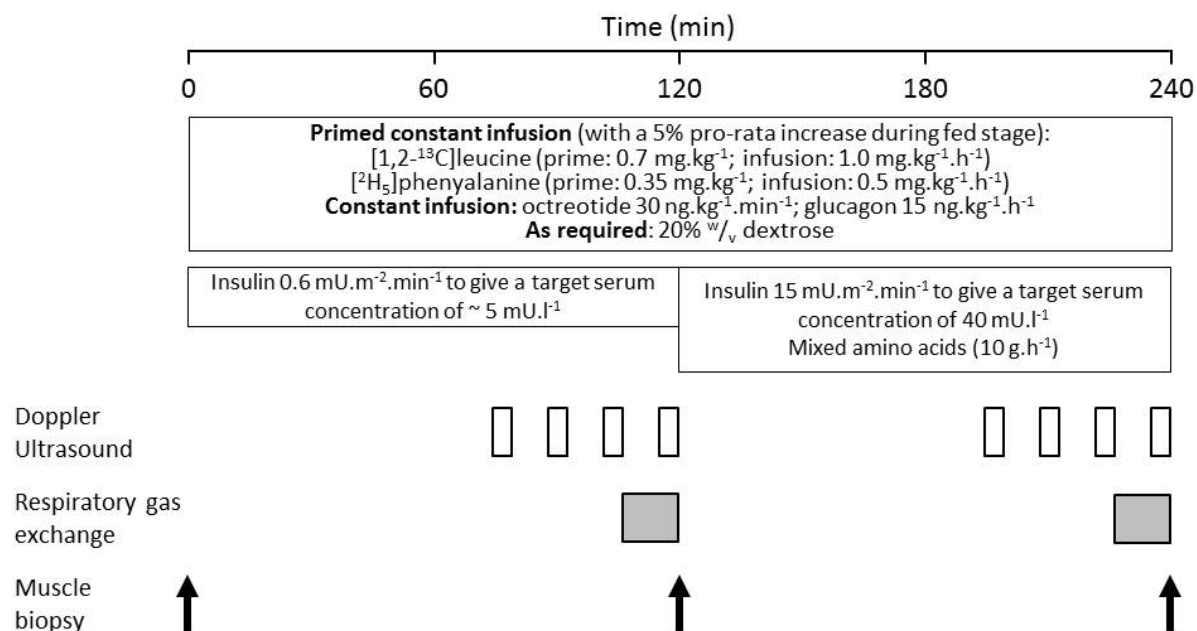 Time (min)
0 60 120 180 240
Primed constant infusion (with a 5% pro-rata increase during fed stage):
[1,2-¹³C]leucine (prime: 0.7 mg.kg⁻¹; infusion: 1.0 mg.kg⁻¹.h⁻¹)
[²H₅]phenyalanine (prime: 0.35 mg.kg⁻¹; infusion: 0.5 mg.kg⁻¹.h⁻¹)
Constant infusion: octreotide 30 ng.kg⁻¹.min⁻¹; glucagon 15 ng.kg⁻¹.h⁻¹
As required: 20% ʷ/ᵥ dextrose
Insulin 0.6 mU.m⁻².min⁻¹ to give a target serum
concentration of ~ 5 mU.l⁻¹
Insulin 15 mU.m⁻².min⁻¹ to give a target serum
concentration of 40 mU.l⁻¹
Mixed amino acids (10 g.h⁻¹)
Doppler
Ultrasound
Respiratory gas
exchange
Muscle
biopsy